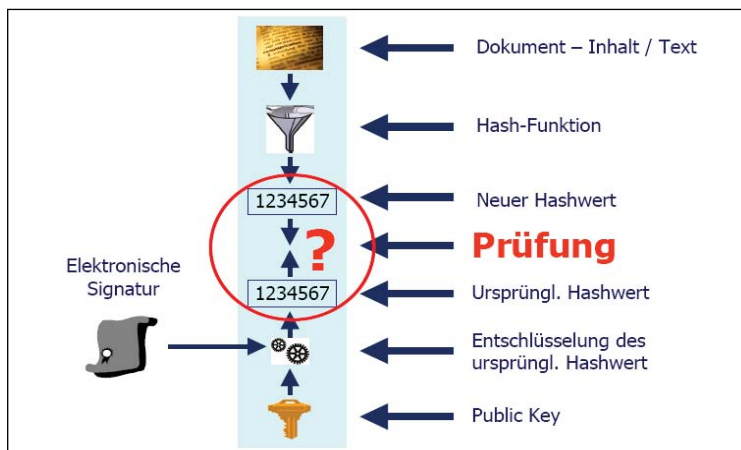 Dokument – Inhalt / Text
Hash-Funktion
1234567
Neuer Hashwert
?
Prüfung
Elektronische
Signatur
1234567
Ursprüngl. Hashwert
Entschlüsselung des
ursprüngl. Hashwert
Public Key